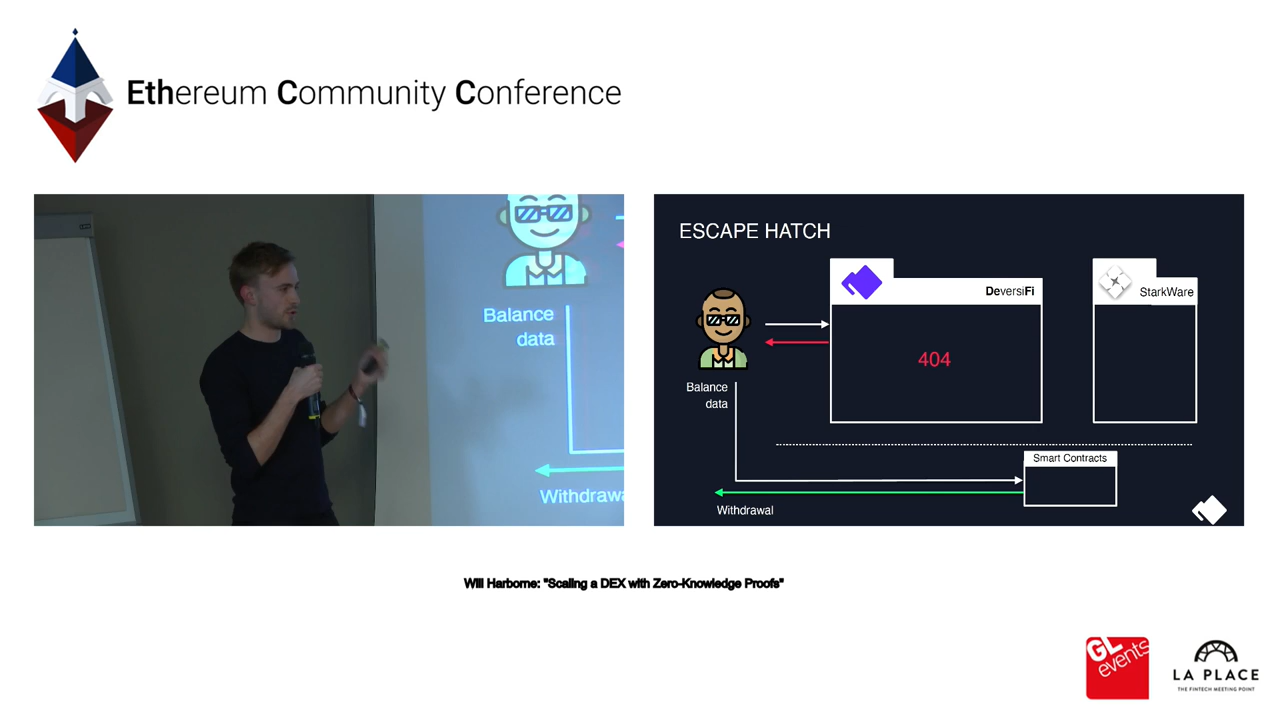 Ethereum Community Conference
Balance
data
ESCAPE HATCH
DeversiFi
StarkWare
404
Balance
data
Smart Contracts
Withdrawal
Will Harborne: "Scaling a DEX with Zero-Knowledge Proofs"
GL
events
LA PLACE
THE FINTECH MEETING POINT